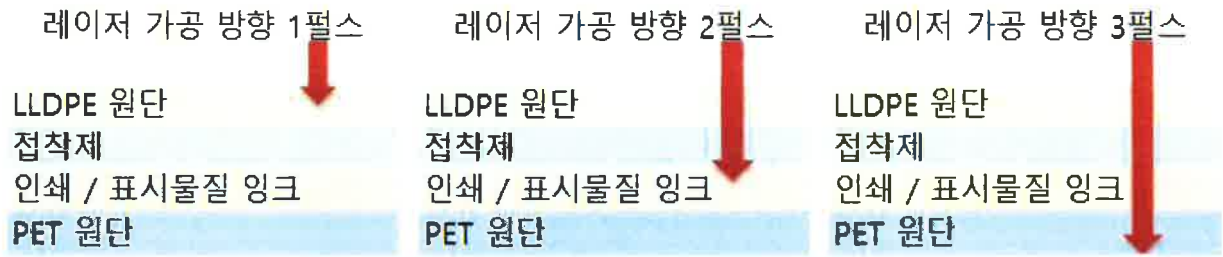 레이저 가공 방향 1펄스
LLDPE 원단
접착제
인쇄 / 표시물질 잉크
PET 원단
레이저 가공 방향 2펄스
LLDPE 원단
접착제
인쇄 / 표시물질 잉크
PET 원단
레이저 가공 방향 3펄스
LLDPE 원단
접착제
인쇄 / 표시물질 잉크
PET 원단